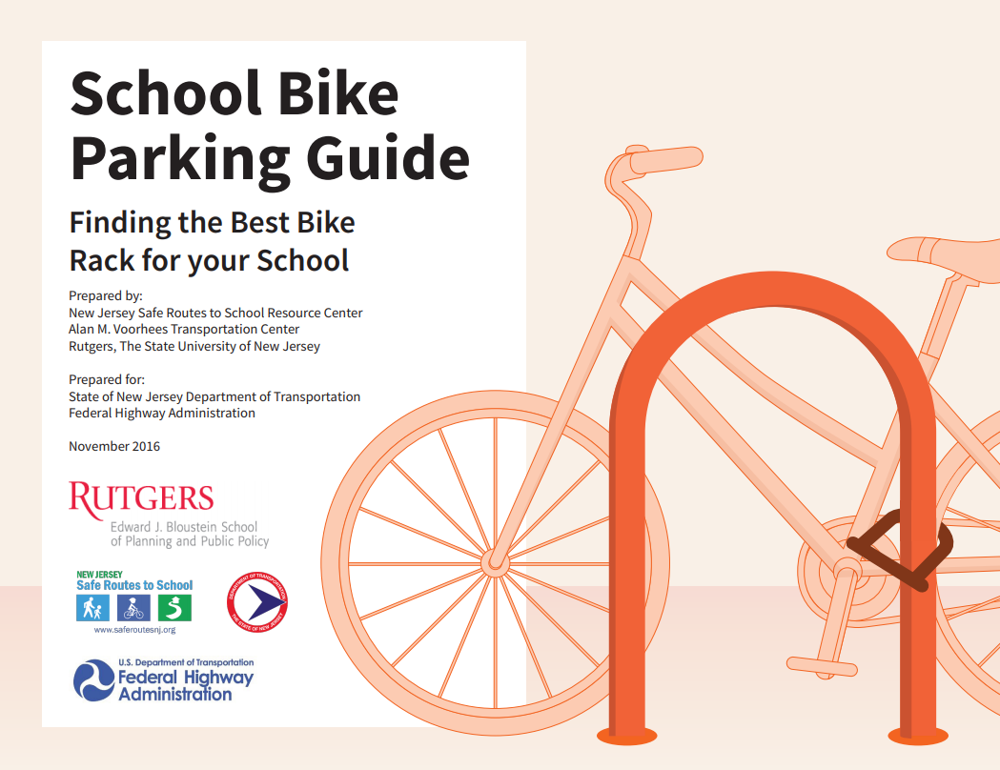 School Bike
Parking Guide
Finding the Best Bike
Rack for your School
Prepared by:
New Jersey Safe Routes to School Resource Center
Alan M. Voorhees Transportation Center
Rutgers, The State University of New Jersey
Prepared for:
State of New Jersey Department of Transportation
Federal Highway Administration
November 2016
RUTGERS
Edward J. Bloustein School
of Planning and Public Policy
NEW JERSEY
Safe Routes to School
www.saferoutesnj.org
DEPARTMENT OF TRANSPORTATION
THE STATE OF NEW JERSEY
U.S. Department of Transportation
Federal Highway
Administration